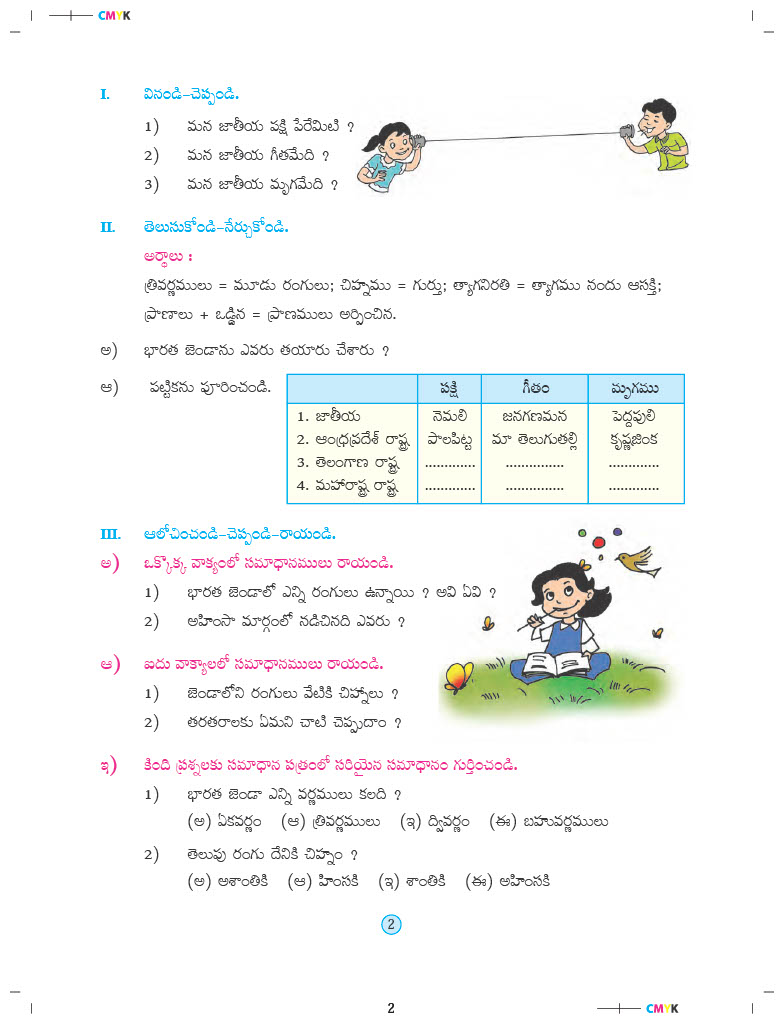 CMYK
I. వినండి-చెప్పండి.
1) మన జాతీయ పక్షి పేరేమిటి ?
2) మన జాతీయ గీతమేది ?
3) మన జాతీయ మృగమేది ?
II. తెలుసుకోండి-నేర్చుకోండి.
అర్థాలు :
త్రివర్ణములు = మూడు రంగులు; చిహ్నము = గుర్తు; త్యాగనిరతి = త్యాగము నందు ఆసక్తి;
ప్రాణాలు + ఒడ్డిన = ప్రాణములు అర్పించిన.
అ) భారత జెండాను ఎవరు తయారు చేశారు ?
ఆ) పట్టికను పూరించండి.
పక్షి గీతం మృగము
1. జాతీయ నెమలి జనగణమన పెద్దపులి
2. ఆంధ్రప్రదేశ్ రాష్ట్ర పాలపిట్ట మా తెలుగుతల్లి కృష్ణజింక
3. తెలంగాణ రాష్ట్ర ............. ............... .............
4. మహారాష్ట్ర రాష్ట్ర ............. ............... .............
III. ఆలోచించండి-చెప్పండి-రాయండి.
అ) ఒక్కొక్క వాక్యంలో సమాధానములు రాయండి.
1) భారత జెండాలో ఎన్ని రంగులు ఉన్నాయి ? అవి ఏవి ?
2) అహింసా మార్గంలో నడిచినది ఎవరు ?
ఆ) ఐదు వాక్యాలలో సమాధానములు రాయండి.
1) జెండాలోని రంగులు వేటికి చిహ్నాలు ?
2) తరతరాలకు ఏమని చాటి చెప్పుదాం ?
ఇ) కింది ప్రశ్నలకు సమాధాన పత్రంలో సరియైన సమాధానం గుర్తించండి.
1) భారత జెండా ఎన్ని వర్ణములు కలది ?
(అ) ఏకవర్ణం (ఆ) త్రివర్ణములు (ఇ) ద్వివర్ణం (ఈ) బహువర్ణములు
2) తెలుపు రంగు దేనికి చిహ్నం ?
(అ) అశాంతికి (ఆ) హింసకి (ఇ) శాంతికి (ఈ) అహింసకి
2
2
CMYK